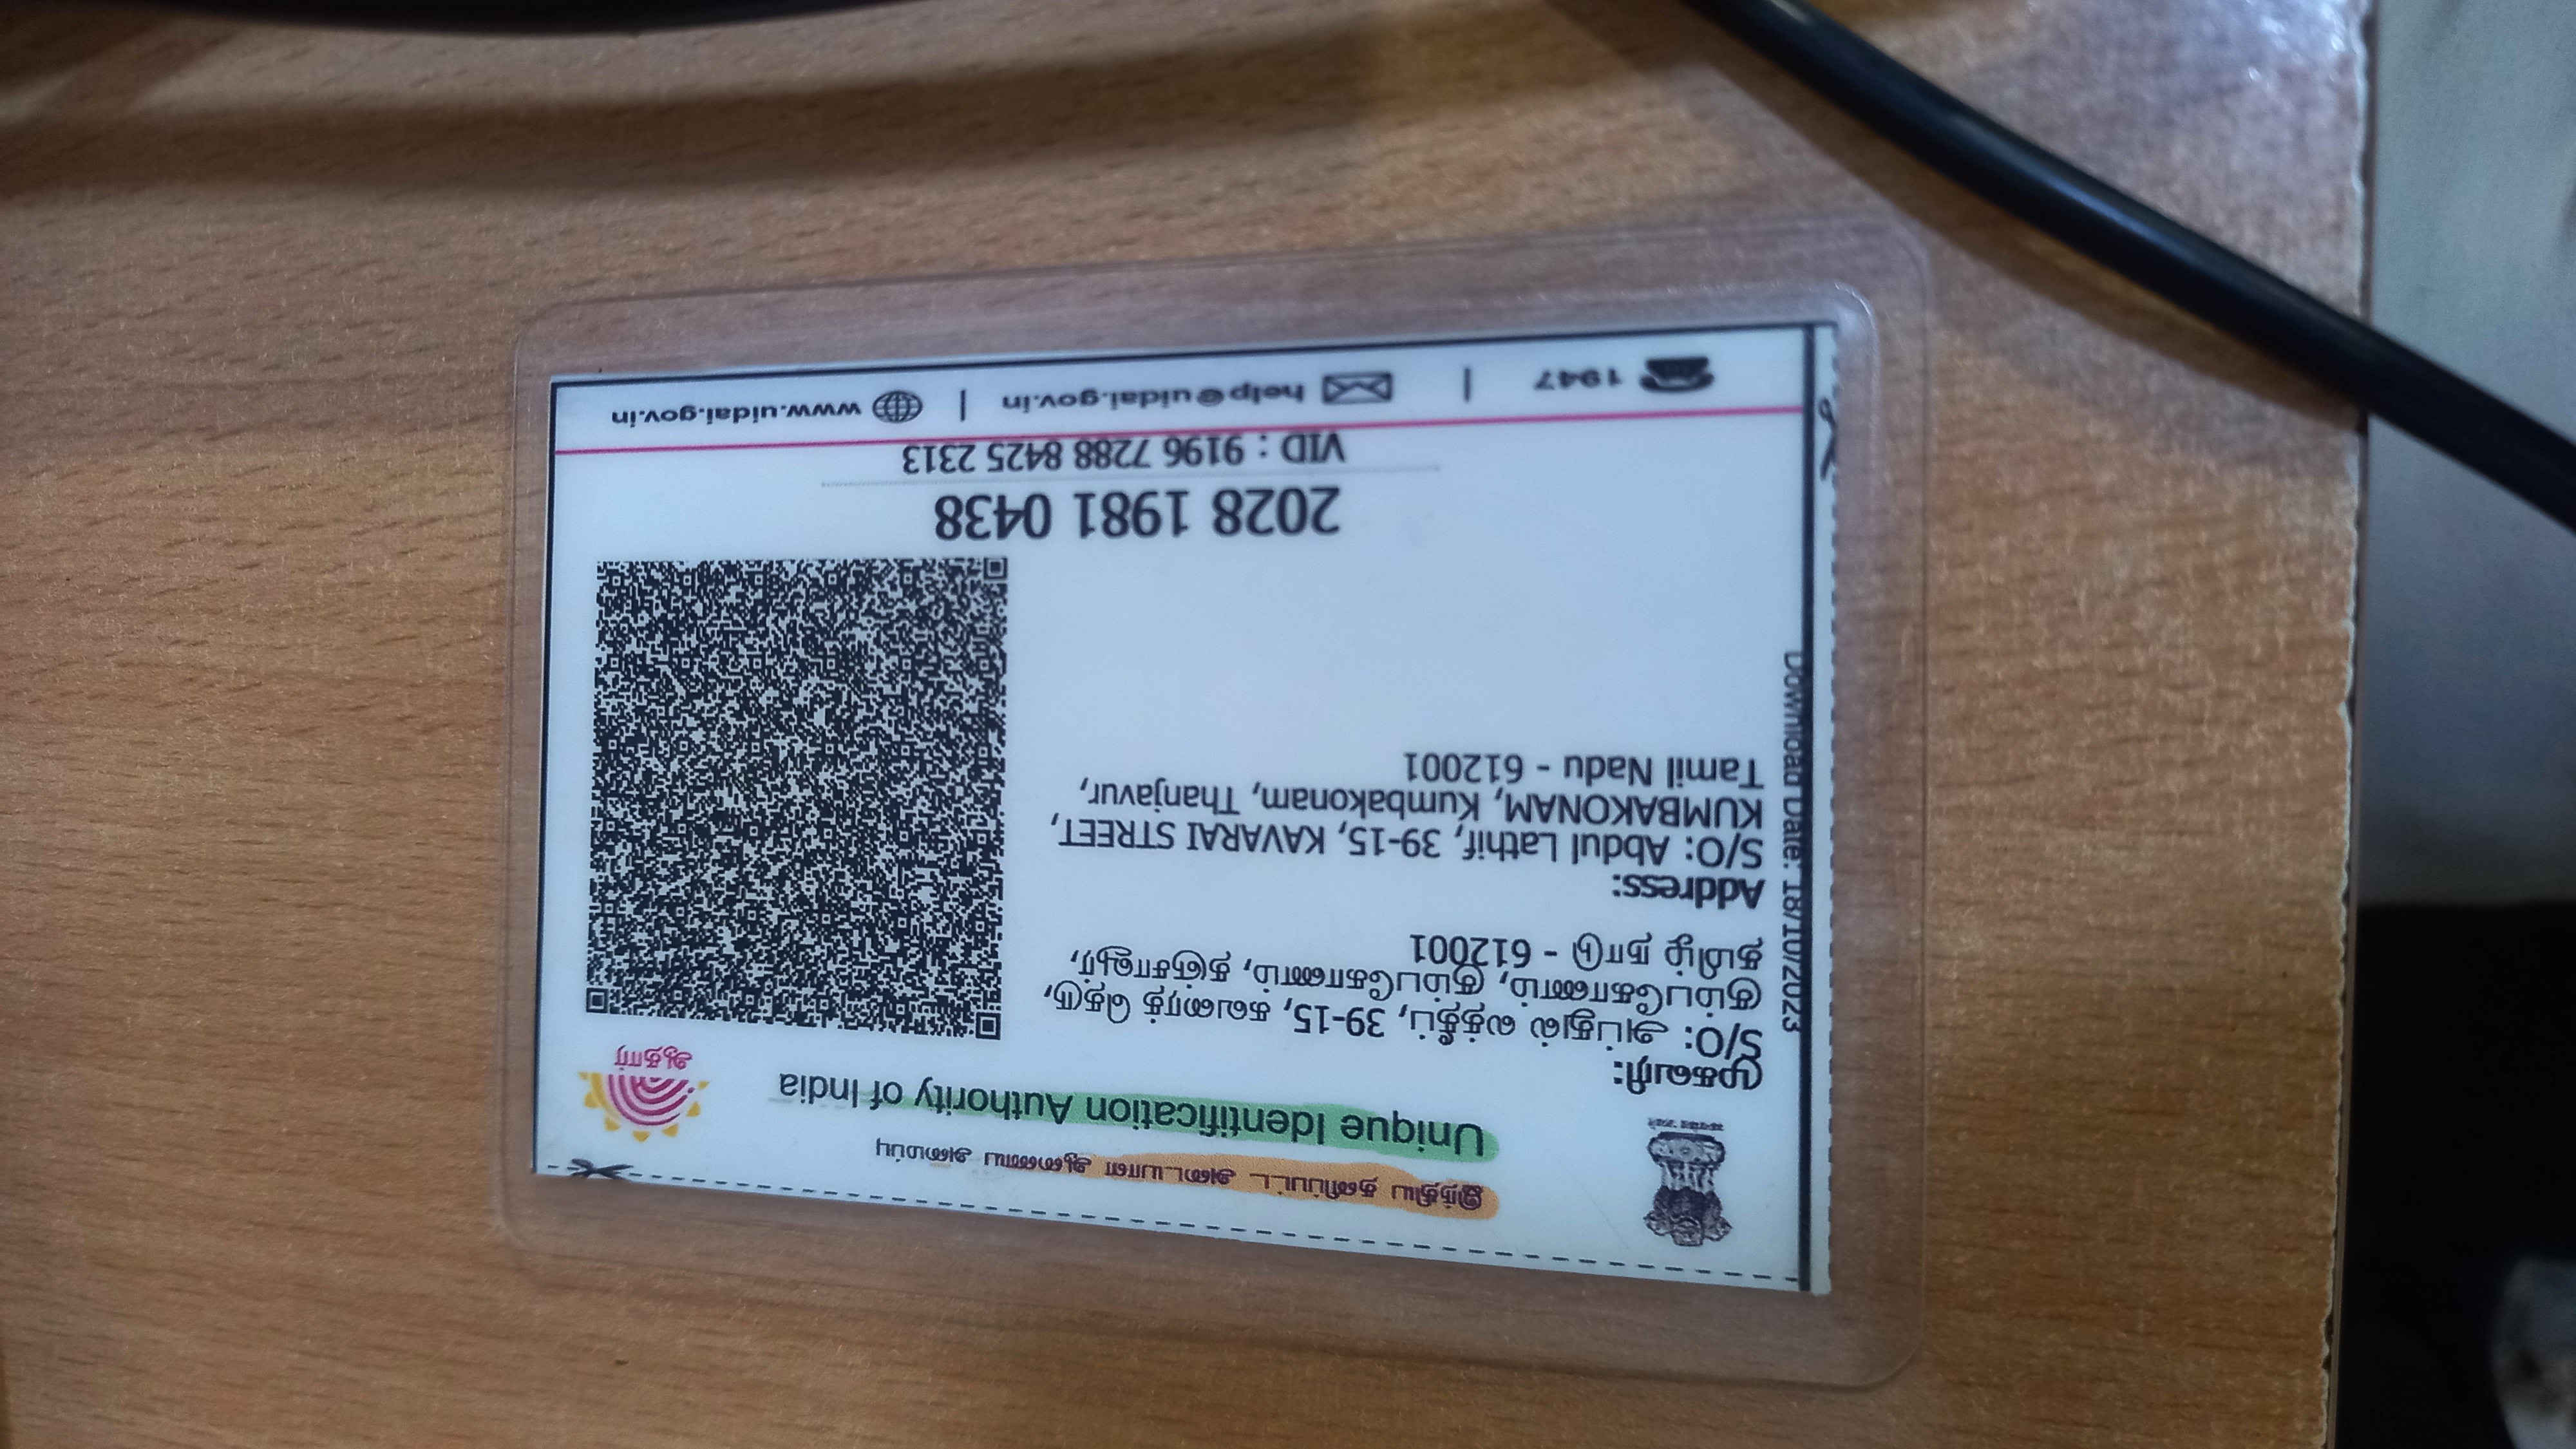 இந்திய தனிப்பட்ட அடையாள ஆணைய அமைப்பு
Unique Identification Authority of India
ஆதார்
முகவரி:
S/O: அப்துல் லத்தீப், 39-15, கவரைத் தெரு,
கும்பகோணம், கும்பகோணம், தஞ்சாவூர்,
தமிழ் நாடு - 612001
Address:
S/O: Abdul Lathif, 39-15, KAVARAI STREET,
KUMBAKONAM, Kumbakonam, Thanjavur,
Tamil Nadu - 612001
Download Date: 18/10/2023
2028 1981 0438
VID : 9196 7288 8425 2313
1947 | help@uidai.gov.in | www.uidai.gov.in